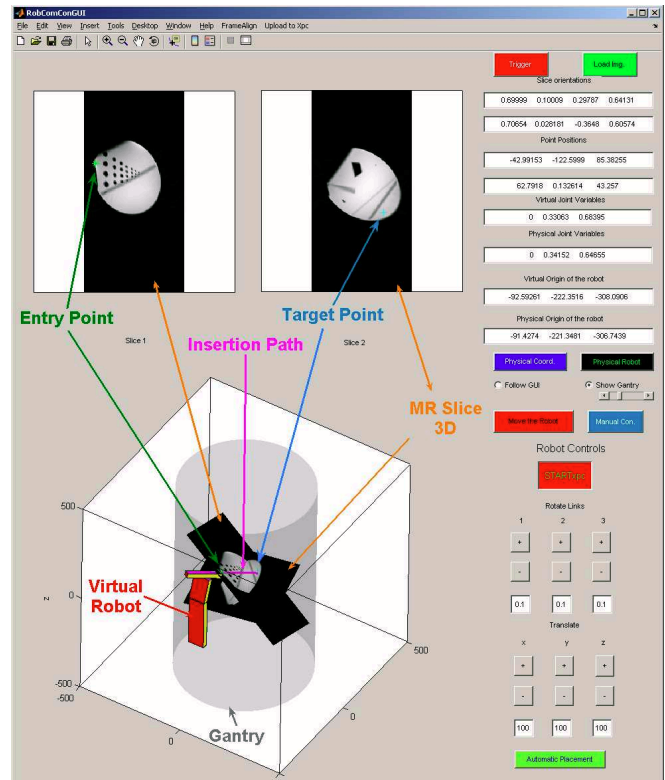 RobComConGUI
File Edit View Insert Tools Desktop Window Help FrameAlign Upload to Xpc
Trigger Load Img.
Slice orientations
0.69999 0.10009 0.29787 0.64131
0.70654 0.028181 -0.3648 0.60574
Point Positions
-42.99153 -122.5999 85.38255
62.7918 0.132614 43.257
Virtual Joint Variables
0 0.33063 0.68395
Physical Joint Variables
0 0.34152 0.64655
Virtual Origin of the robot
-92.59261 -222.3516 -308.0906
Physical Origin of the robot
-91.4274 -221.3481 -306.7439
Physical Coord. Physical Robot
Follow GUI Show Gantry
Move the Robot Manual Con.
Robot Controls
STARTxpc
Rotate Links
1 2 3
+ + +
- - -
0.1 0.1 0.1
Translate
x y z
+ + +
- - -
100 100 100
Automatic Placement
Entry Point
Target Point
Slice 1
Slice 2
Insertion Path
MR Slice
3D
Virtual
Robot
Gantry
500
0
-500
z
-500
0
500
0